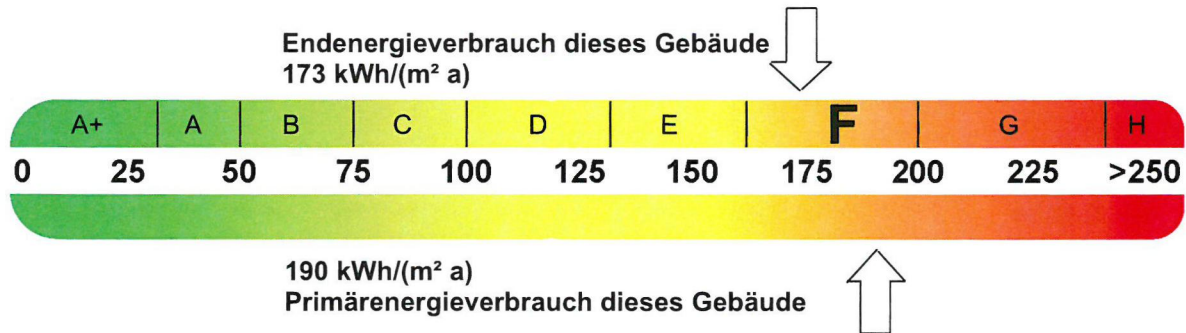 Endenergieverbrauch dieses Gebäude
173 kWh/(m² a)
A+ A B C D E F G H
0 25 50 75 100 125 150 175 200 225 >250
190 kWh/(m² a)
Primärenergieverbrauch dieses Gebäude